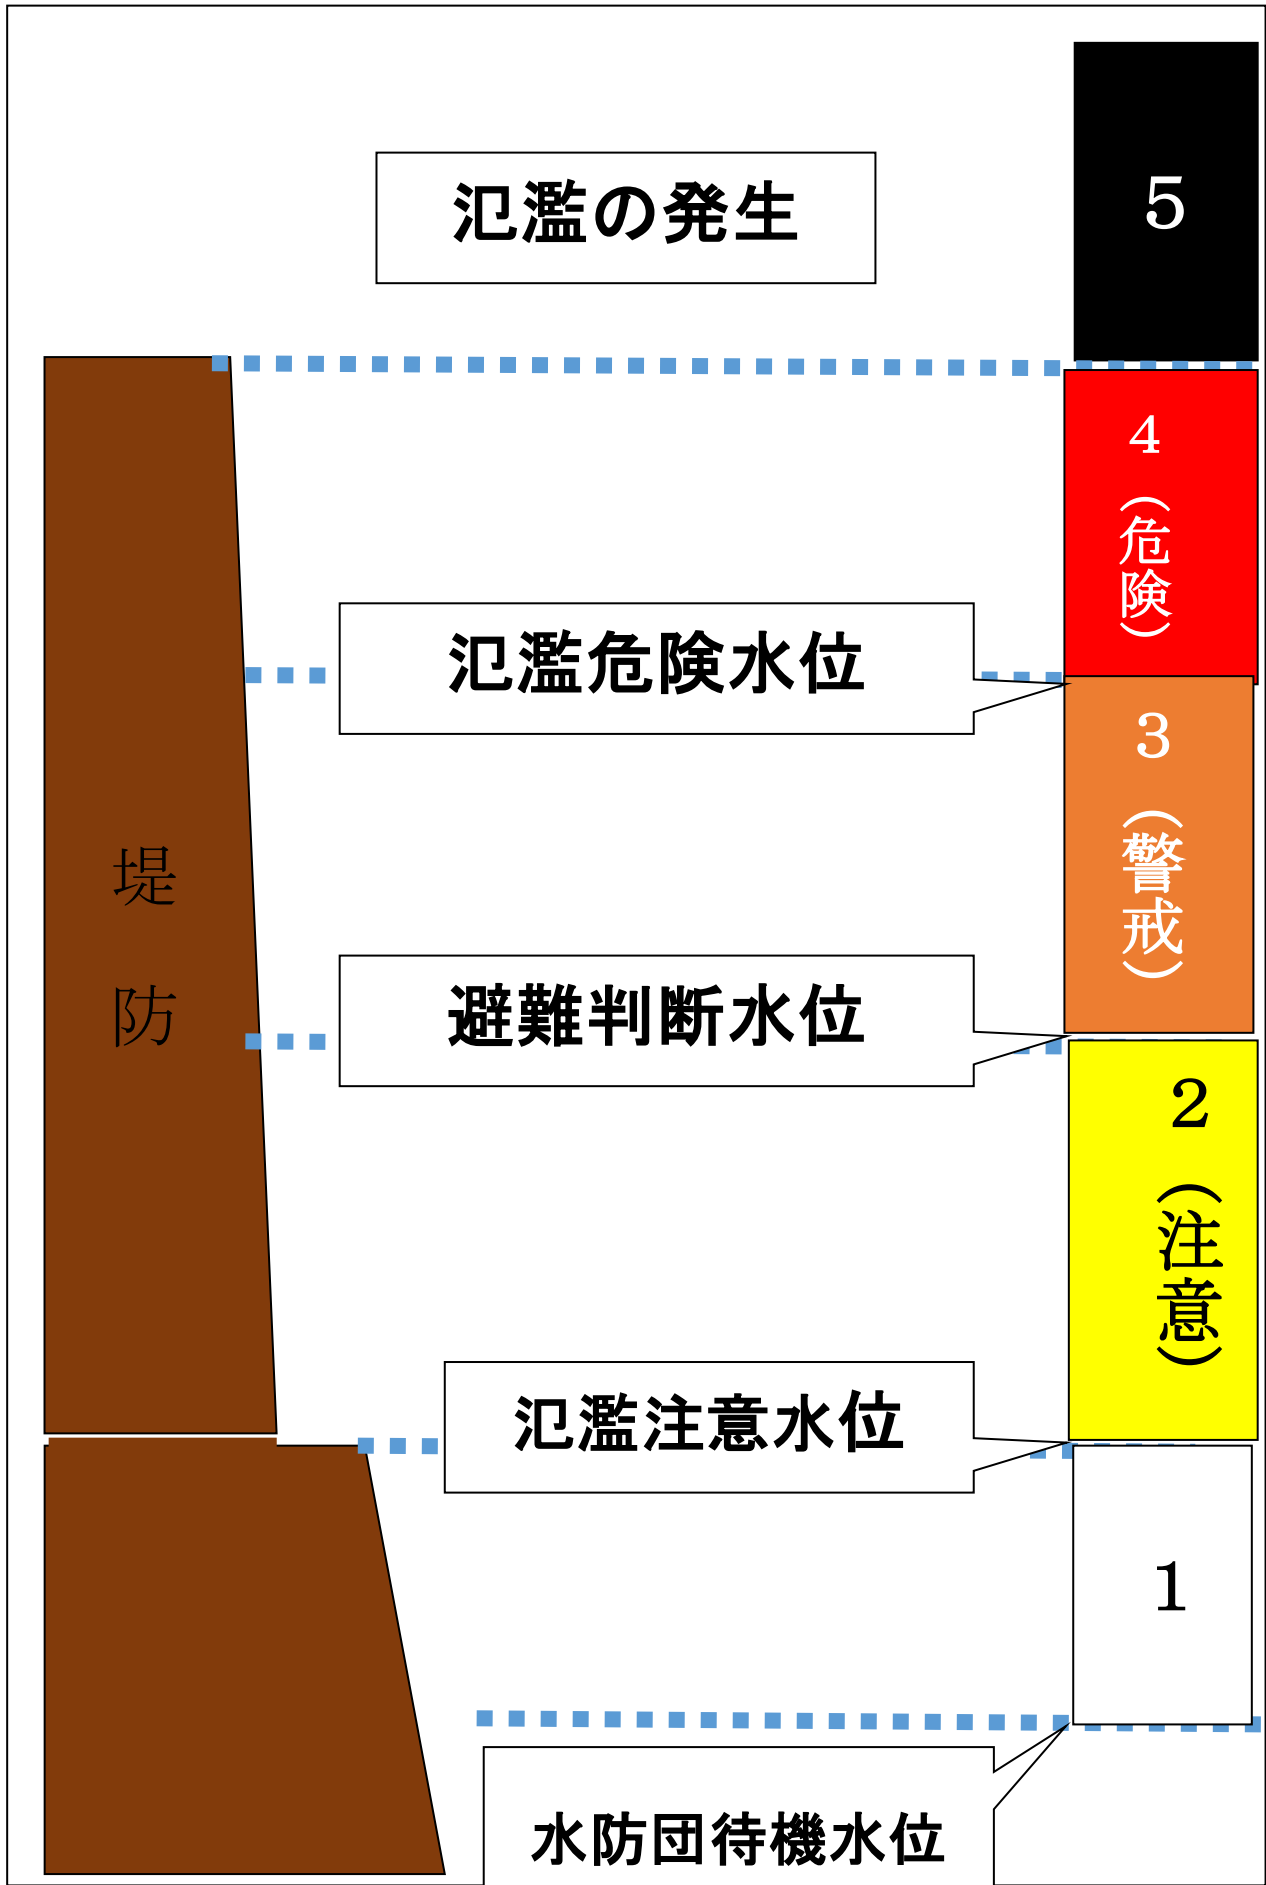 ５
氾濫の発生
４（危険）
氾濫危険水位
３（警戒）
堤防
避難判断水位
２（注意）
氾濫注意水位
１
水防団待機水位